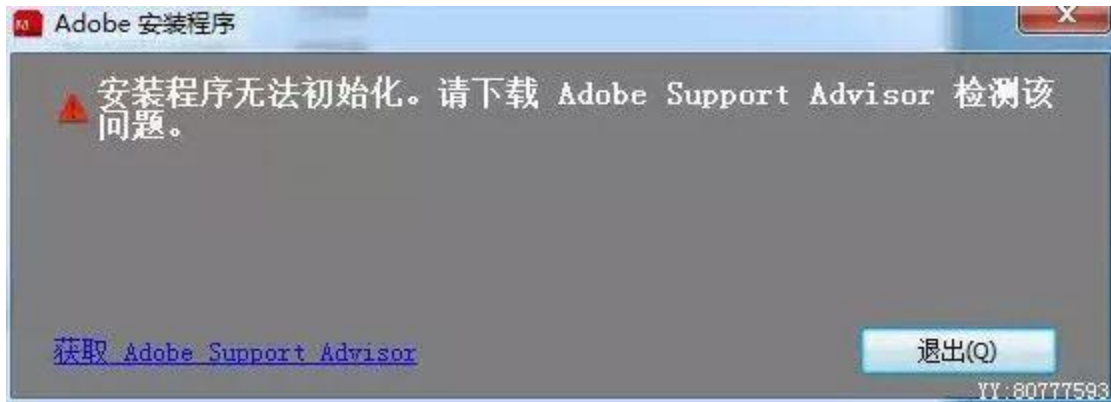 Adobe 安装程序
安装程序无法初始化。请下载 Adobe Support Advisor 检测该
问题。
获取 Adobe Support Advisor
退出(Q)
YY:80777593